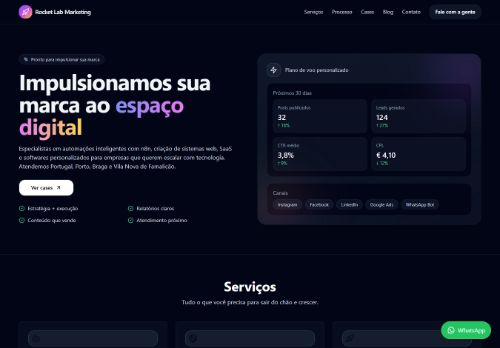 Rocket Lab Marketing
Serviços
Processo
Cases
Blog
Contato
Fale com a gente
Pronto para impulsionar sua marca
Impulsionamos sua
marca ao espaço
digital
Especialistas em automações inteligentes com n8n, criação de sistemas web, SaaS
e softwares personalizados para empresas que querem escalar com tecnologia.
Atendemos Portugal, Porto, Braga e Vila Nova de Famalicão.
Ver cases
Estratégia + execução
Relatórios claros
Conteúdo que vende
Atendimento próximo
Plano de voo personalizado
Próximos 30 dias
Posts publicados
Leads gerados
32
124
↑ 18%
↑ 27%
CTR médio
CPL
3,8%
€ 4,10
↑ 9%
↓ 12%
Canais
Instagram
Facebook
LinkedIn
Google Ads
WhatsApp Bot
Serviços
Tudo o que você precisa para sair do chão e crescer.
WhatsApp